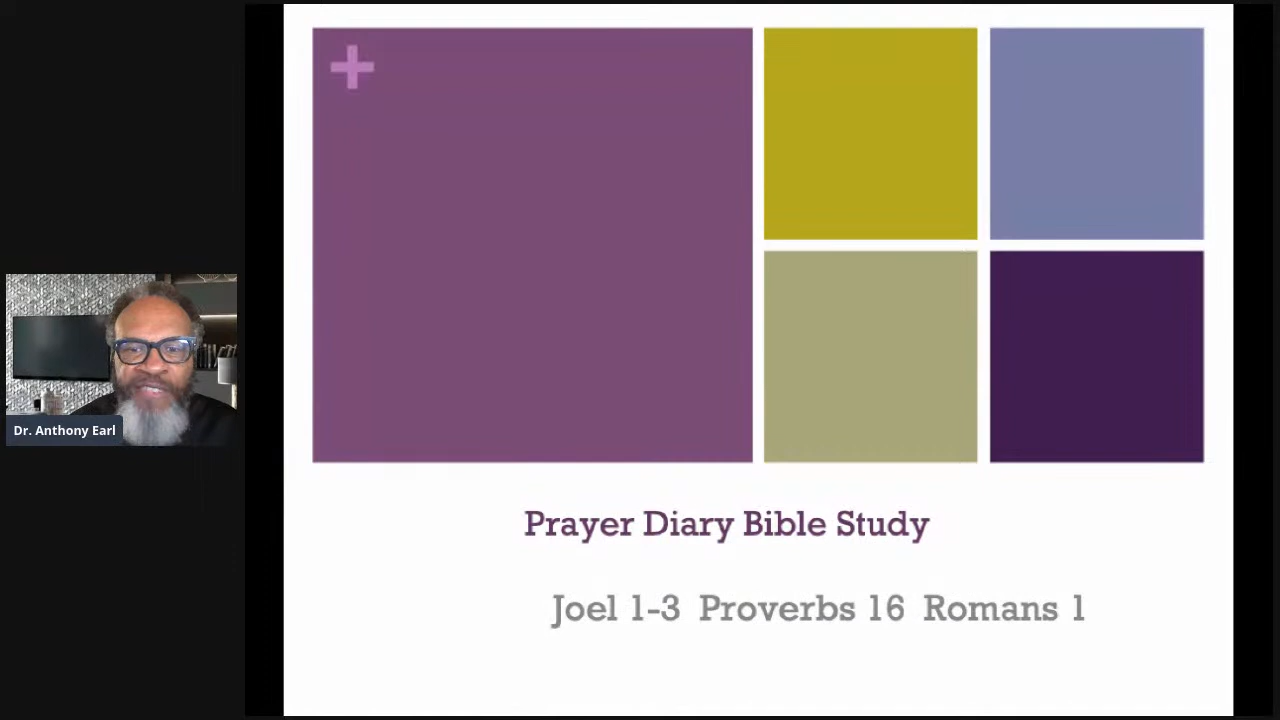 +
Dr. Anthony Earl
Prayer Diary Bible Study
Joel 1-3 Proverbs 16 Romans 1